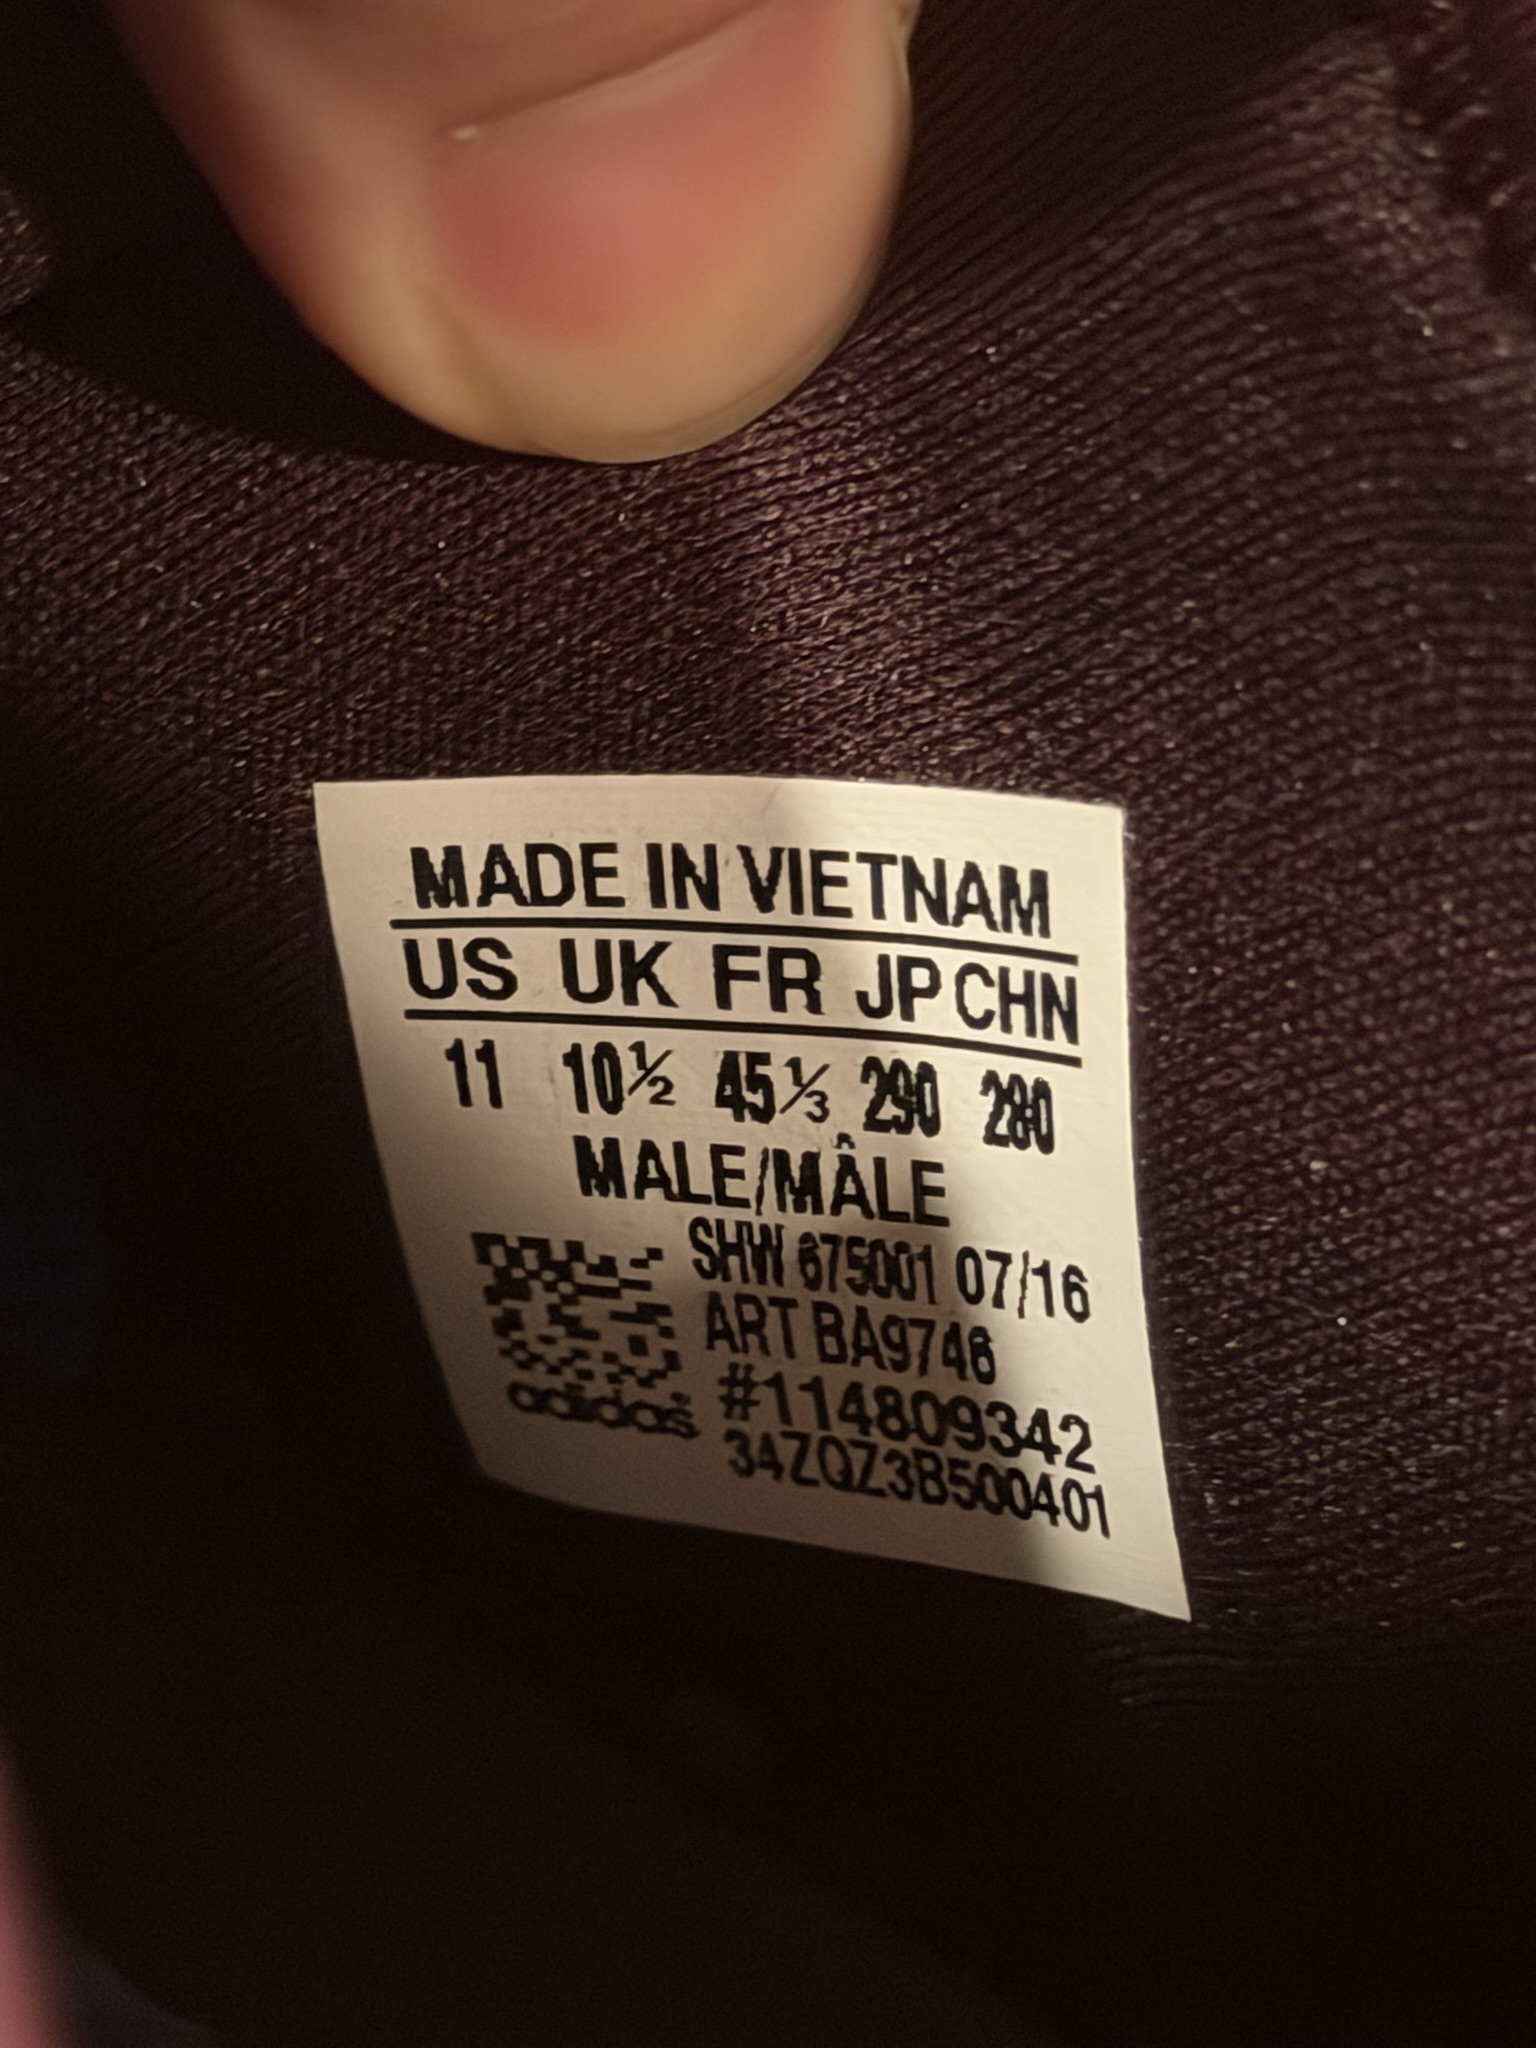 MADE IN VIETNAM
US UK FR JP CHN
11 10½ 45⅓ 290 280
MALE/MÂLE
SHW 675001 07/16
ART BA9746
#114809342
adidas 3AZQZ3B500401